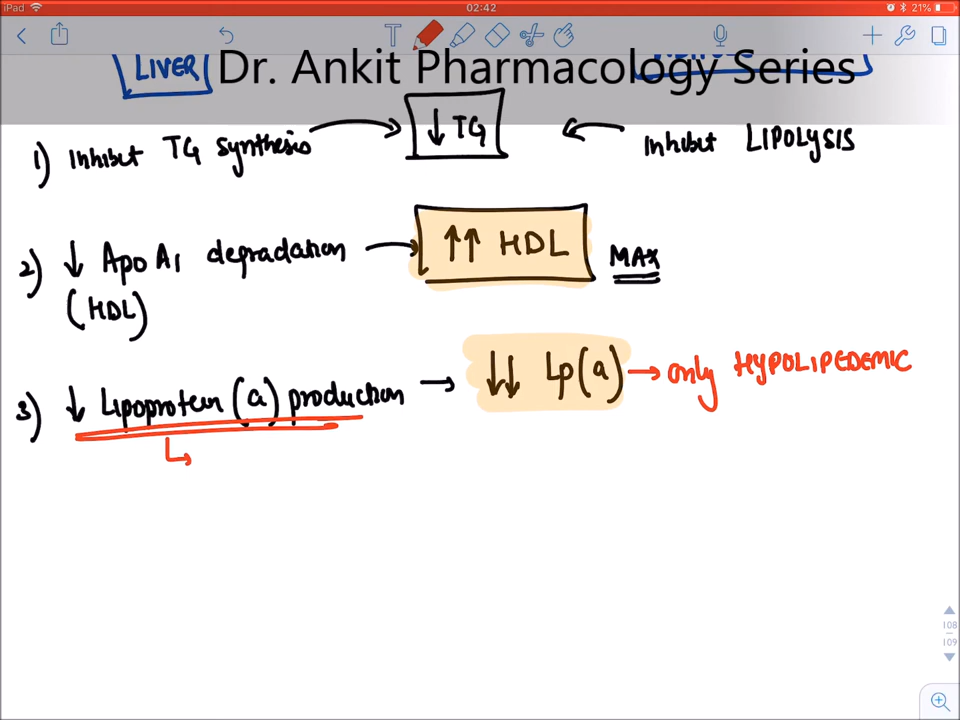 iPad 02:42 21%
T
LIVER Dr. Ankit Pharmacology Series
1) Inhibit TG synthesis ↓ TG Inhibit LIPOLYSIS
2) ↓ Apo A1 degradation ↑↑ HDL MAX
(HDL)
3) ↓ Lipoprotein (a) production → ↓↓ Lp(a) → only HYPOLIPEDEMIC
108
109